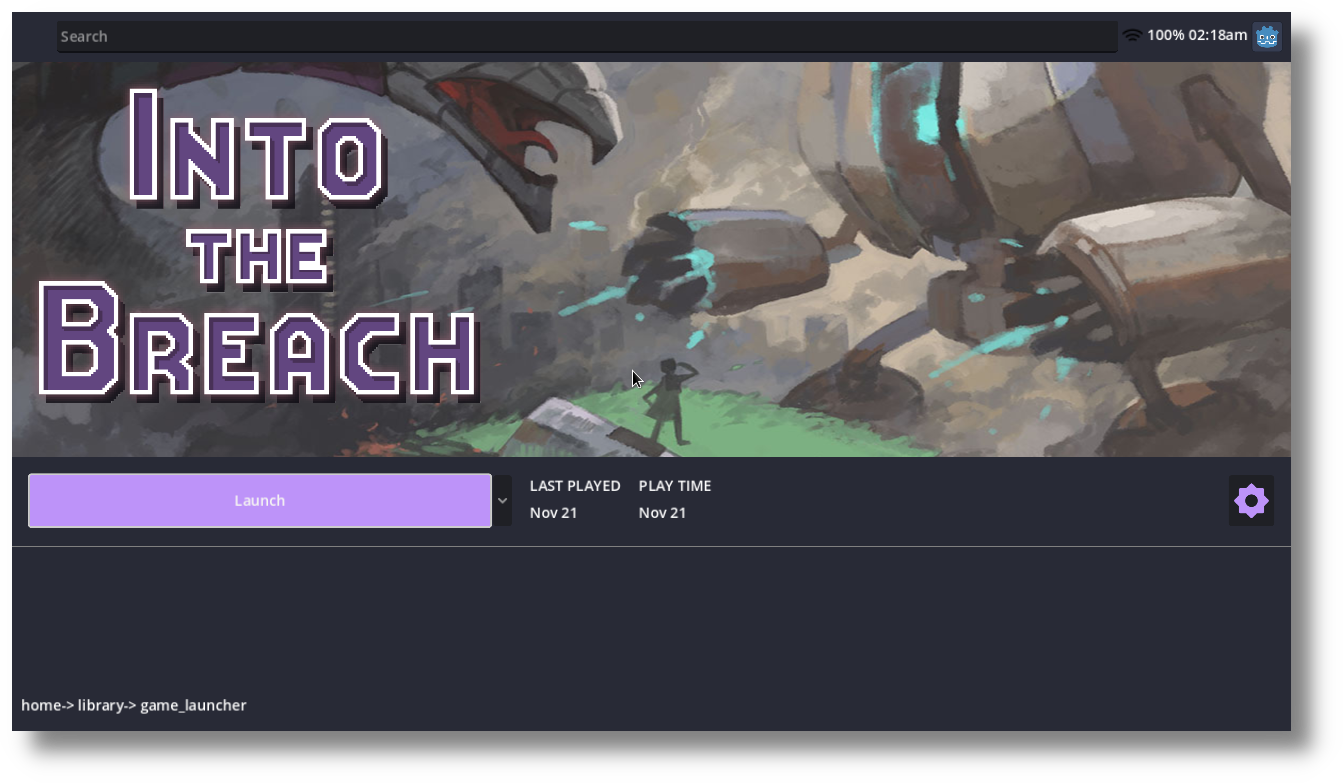 Search
100% 02:18am
INTO
THE
BREACH
Launch
LAST PLAYED PLAY TIME
Nov 21 Nov 21
home-> library-> game_launcher